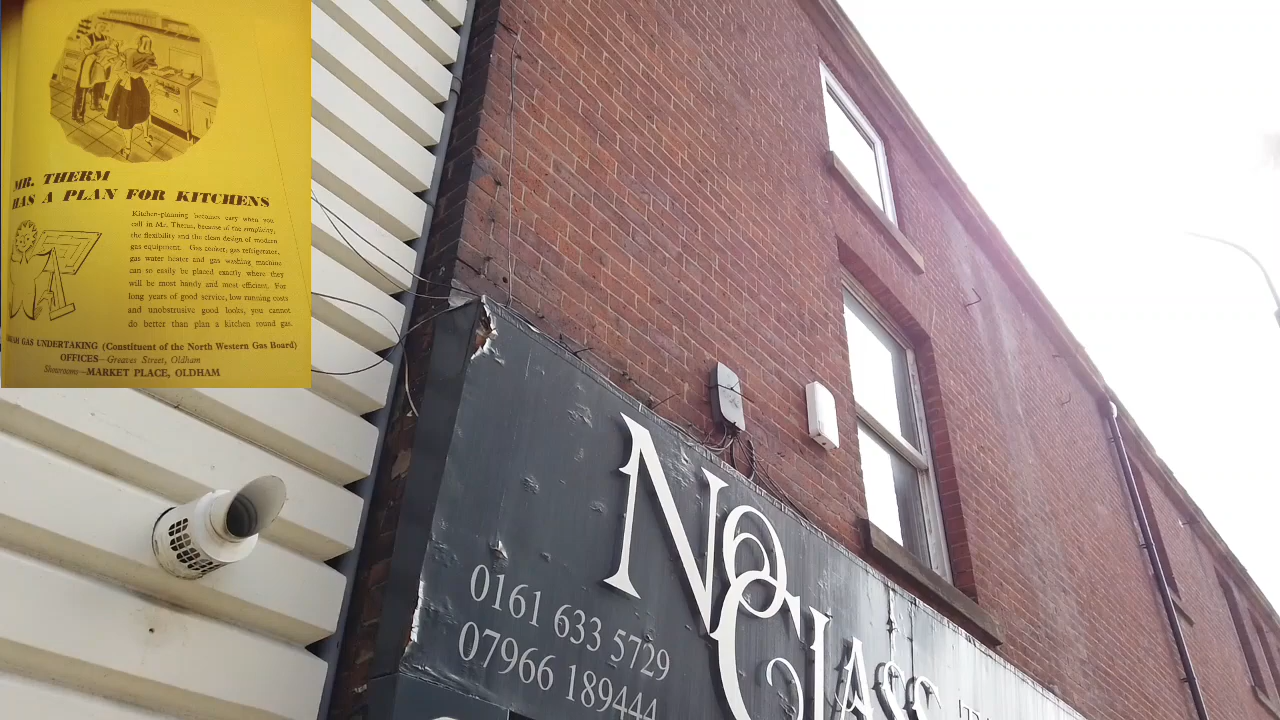 MR. THERM
HAS A PLAN FOR KITCHENS
Kitchen-planning becomes easy when you
call in Mr. Therm, because of the simplicity,
the flexibility and the clean design of modern
gas equipment. Gas cooker, gas refrigerator,
gas water heater and gas washing machine
can so easily be placed exactly where they
will be most handy and most efficient. For
long years of good service, low running costs
and unobtrusive good looks, you cannot
do better than plan a kitchen round gas.
GAS UNDERTAKING (Constituent of the North Western Gas Board)
OFFICES—Greaves Street, Oldham
Showrooms—MARKET PLACE, OLDHAM
No CLASS
0161 633 5729
07966 189444